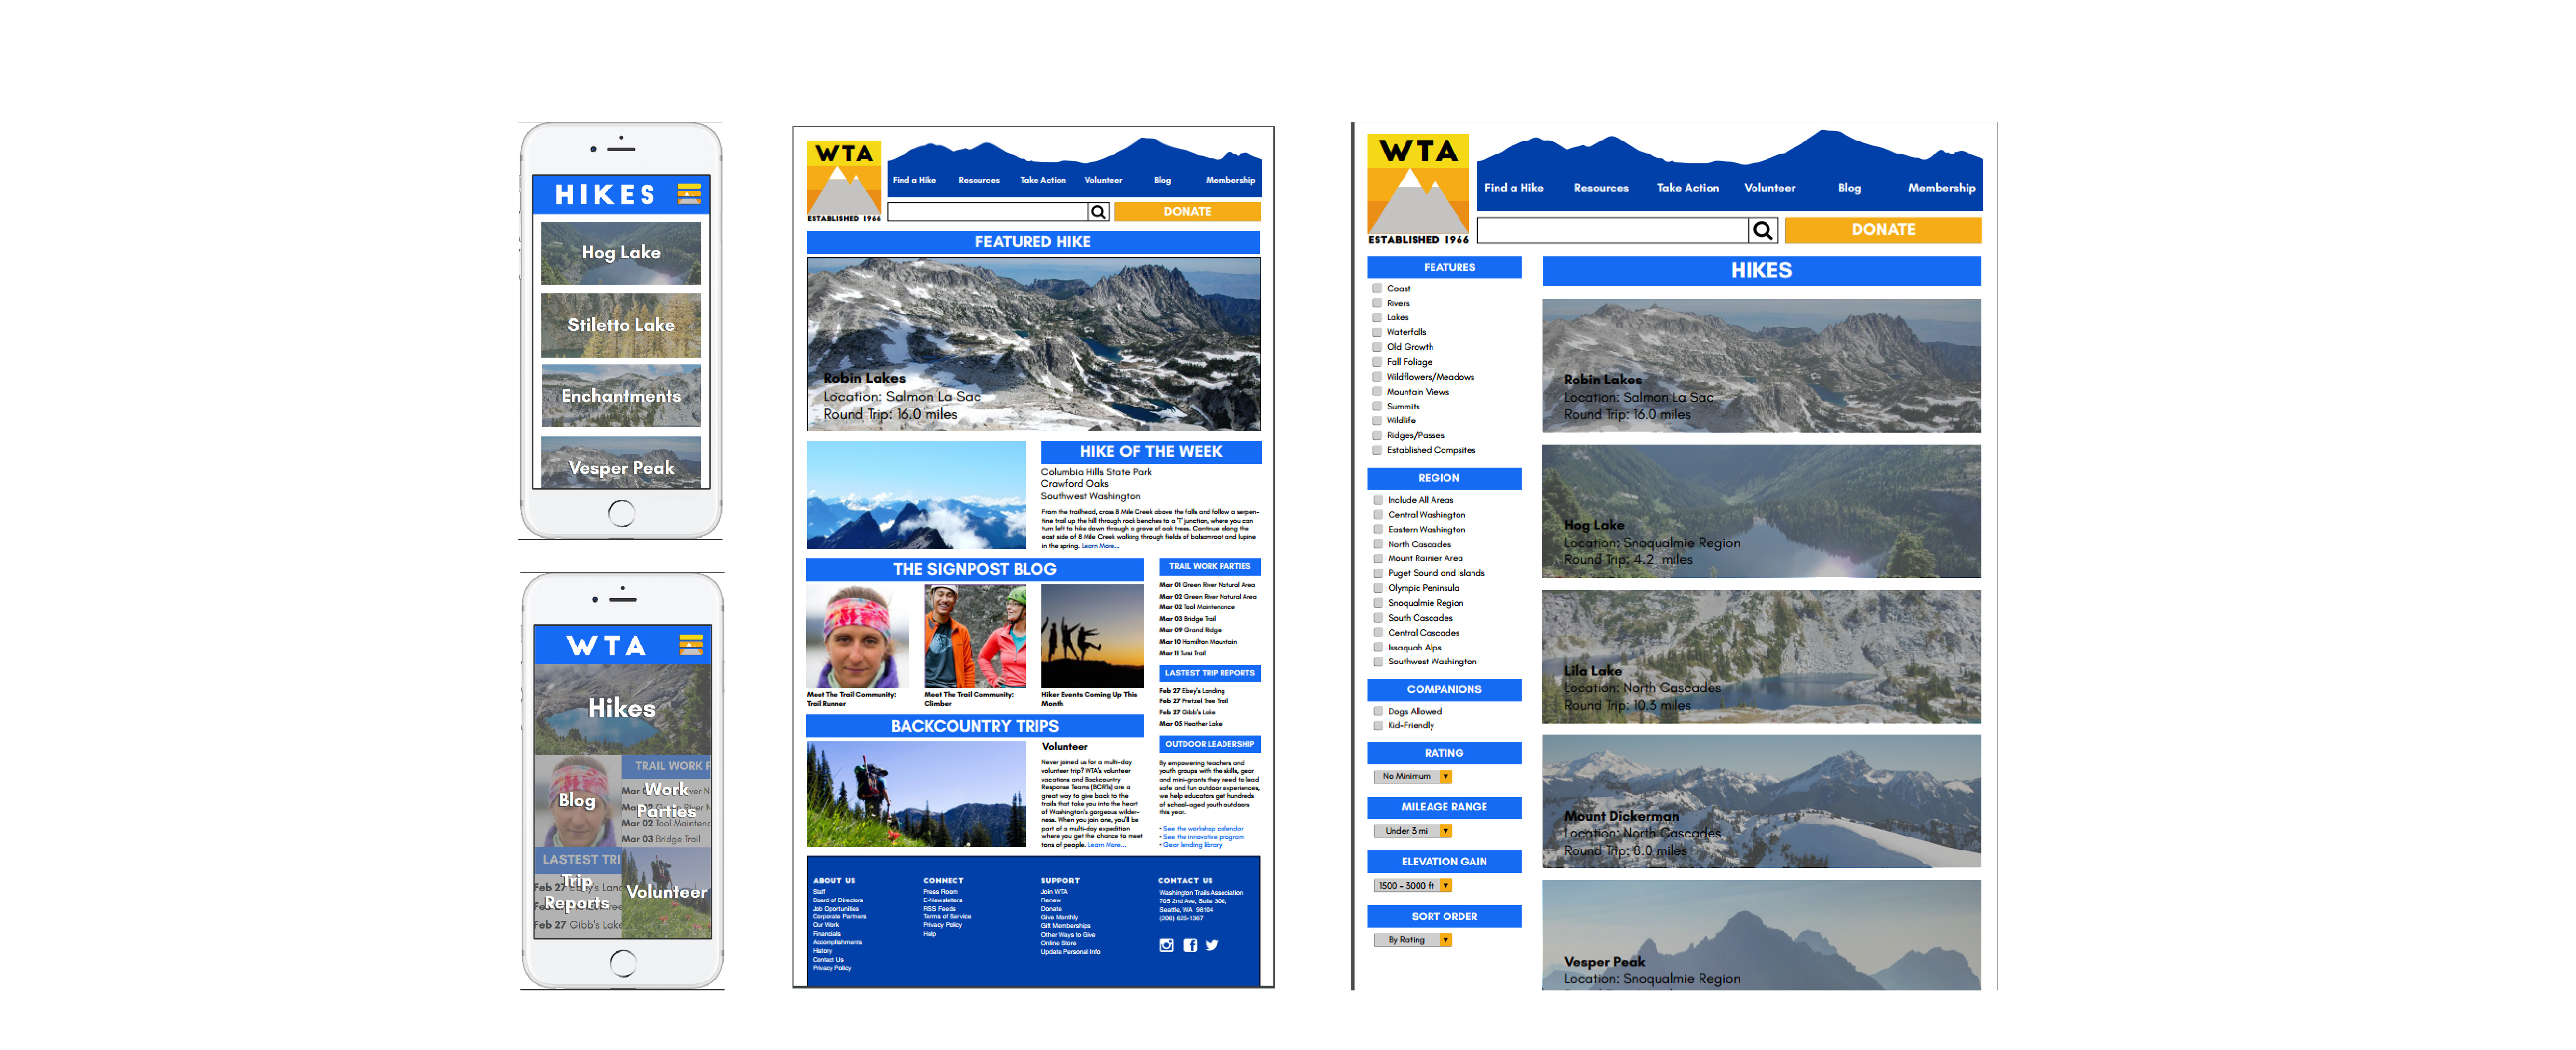 HIKES
Hog Lake
Stiletto Lake
Enchantments
Vesper Peak
WTA
Hikes
TRAIL WORK P
Blog
Work
Parties
Mar 02 Tool Maintenanc
Mar 03 Bridge Trail
LASTEST TRI
Trip
Reports
Volunteer
Feb 27
Feb 27 Gibb's Lake
WTA
ESTABLISHED 1966
Find a Hike
Resources
Take Action
Volunteer
Blog
Membership
DONATE
FEATURED HIKE
Robin Lakes
Location: Salmon La Sac
Round Trip: 16.0 miles
HIKE OF THE WEEK
Columbia Hills State Park
Crawford Oaks
Southwest Washington
From the trailhead, cross 8 Mile Creek above the falls and follow a serpen-
tine trail up the hill through rock benches to a "T" junction, where you can
turn left to hike down through a grove of oak trees. Continue along the
east side of 8 Mile Creek walking through fields of balsamroot and lupine
in the spring. Learn More...
THE SIGNPOST BLOG
Meet The Trail Community:
Trail Runner
Meet The Trail Community:
Climber
Hiker Events Coming Up This
Month
TRAIL WORK PARTIES
Mar 01 Green River Natural Area
Mar 02 Green River Natural Area
Mar 02 Tool Maintenance
Mar 03 Bridge Trail
Mar 09 Grand Ridge
Mar 10 Hamilton Mountain
Mar 11 Tunsi Trail
LASTEST TRIP REPORTS
Feb 27 Ebey's Landing
Feb 27 Pretzel Tree Trail
Feb 27 Gibb's Lake
Mar 05 Heather Lake
BACKCOUNTRY TRIPS
Volunteer
Never joined us for a multi-day
volunteer trip? WTA's volunteer
vacations and Backcountry
Response Teams (BCRTs) are a
great way to give back to the
trails that take you into the heart
of Washington's gorgeous wilder-
ness. When you join one, you'll be
part of a multi-day expedition
where you get the chance to meet
tons of people. Learn More...
OUTDOOR LEADERSHIP
By empowering teachers and
youth groups with the skills, gear
and mini-grants they need to lead
safe and fun outdoor experiences,
we help educators get hundreds
of school-aged youth outdoors
this year.
• See the workshop calendar
• See the innovative program
• Gear lending library
ABOUT US
Staff
Board of Directors
Job Oportunities
Corporate Partners
Our Work
Financials
Accomplishments
History
Contact Us
Privacy Policy
CONNECT
Press Room
E-Newsletters
RSS Feeds
Terms of Service
Privacy Policy
Help
SUPPORT
Join WTA
Renew
Donate
Give Monthly
Gift Memberships
Other Ways to Give
Online Store
Update Personal Info
CONTACT US
Washington Trails Association
705 2nd Ave, Suite 300,
Seattle, WA 98104
(206) 625-1367
WTA
ESTABLISHED 1966
Find a Hike
Resources
Take Action
Volunteer
Blog
Membership
DONATE
FEATURES
Coast
Rivers
Lakes
Waterfalls
Old Growth
Fall Foliage
Wildflowers/Meadows
Mountain Views
Summits
Wildlife
Ridges/Passes
Established Compsites
REGION
Include All Areas
Central Washington
Eastern Washington
North Cascades
Mount Rainier Area
Puget Sound and Islands
Olympic Peninsula
Snoqualmie Region
South Cascades
Central Cascades
Issaquah Alps
Southwest Washington
COMPANIONS
Dogs Allowed
Kid-Friendly
RATING
No Minimum
MILEAGE RANGE
Under 3 mi
ELEVATION GAIN
1500 - 3000 ft
SORT ORDER
By Rating
HIKES
Robin Lakes
Location: Salmon La Sac
Round Trip: 16.0 miles
Hog Lake
Location: Snoqualmie Region
Round Trip: 4.2 miles
Lila Lake
Location: North Cascades
Round Trip: 10.3 miles
Mount Dickerman
Location: North Cascades
Round Trip: 8.0 miles
Vesper Peak
Location: Snoqualmie Region